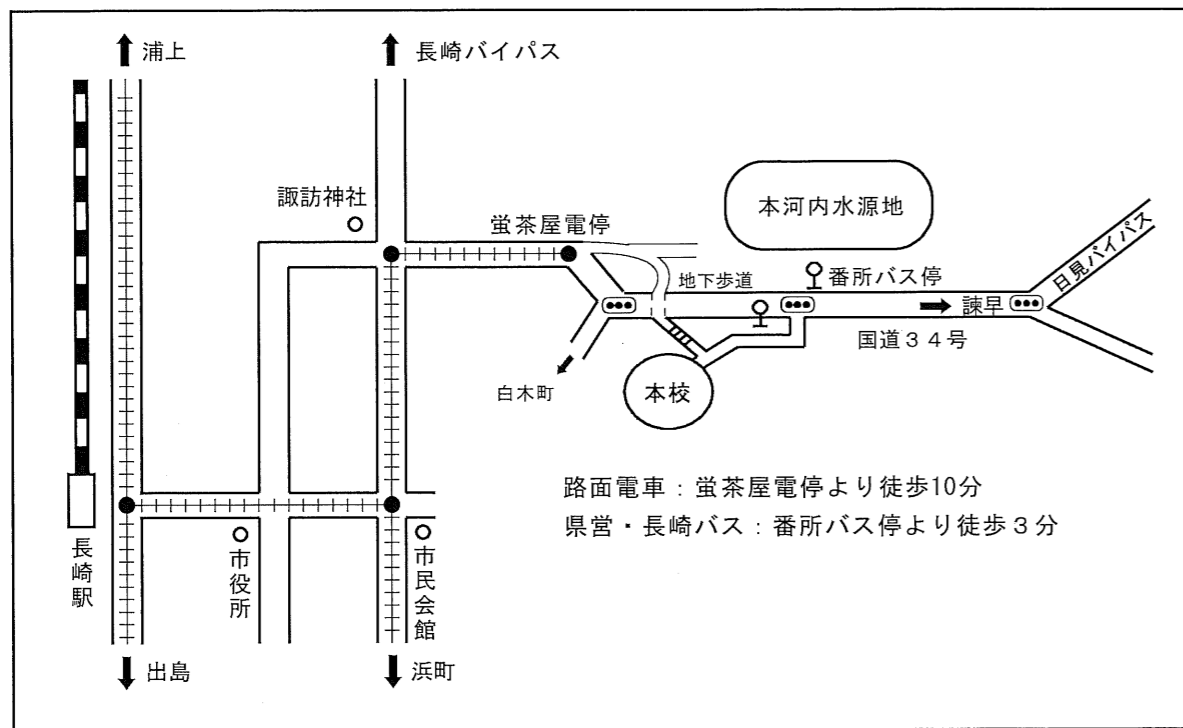 浦上
長崎バイパス
諏訪神社
蛍茶屋電停
本河内水源地
地下歩道
番所バス停
日見バイパス
諫早
国道34号
白木町
本校
路面電車：蛍茶屋電停より徒歩10分
県営・長崎バス：番所バス停より徒歩3分
長崎駅
市役所
市民会館
出島
浜町